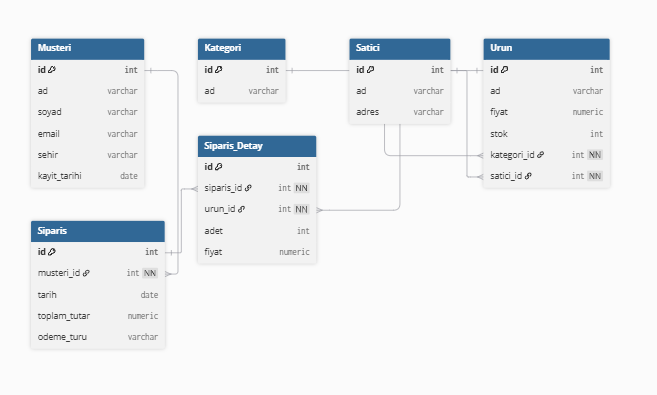 Musteri
id int
ad varchar
soyad varchar
email varchar
sehir varchar
kayit_tarihi date
Kategori
id int
ad varchar
Satici
id int
ad varchar
adres varchar
Urun
id int
ad varchar
fiyat numeric
stok int
kategori_id int NN
satici_id int NN
Siparis_Detay
id int
siparis_id int NN
urun_id int NN
adet int
fiyat numeric
Siparis
id int
musteri_id int NN
tarih date
toplam_tutar numeric
odeme_turu varchar